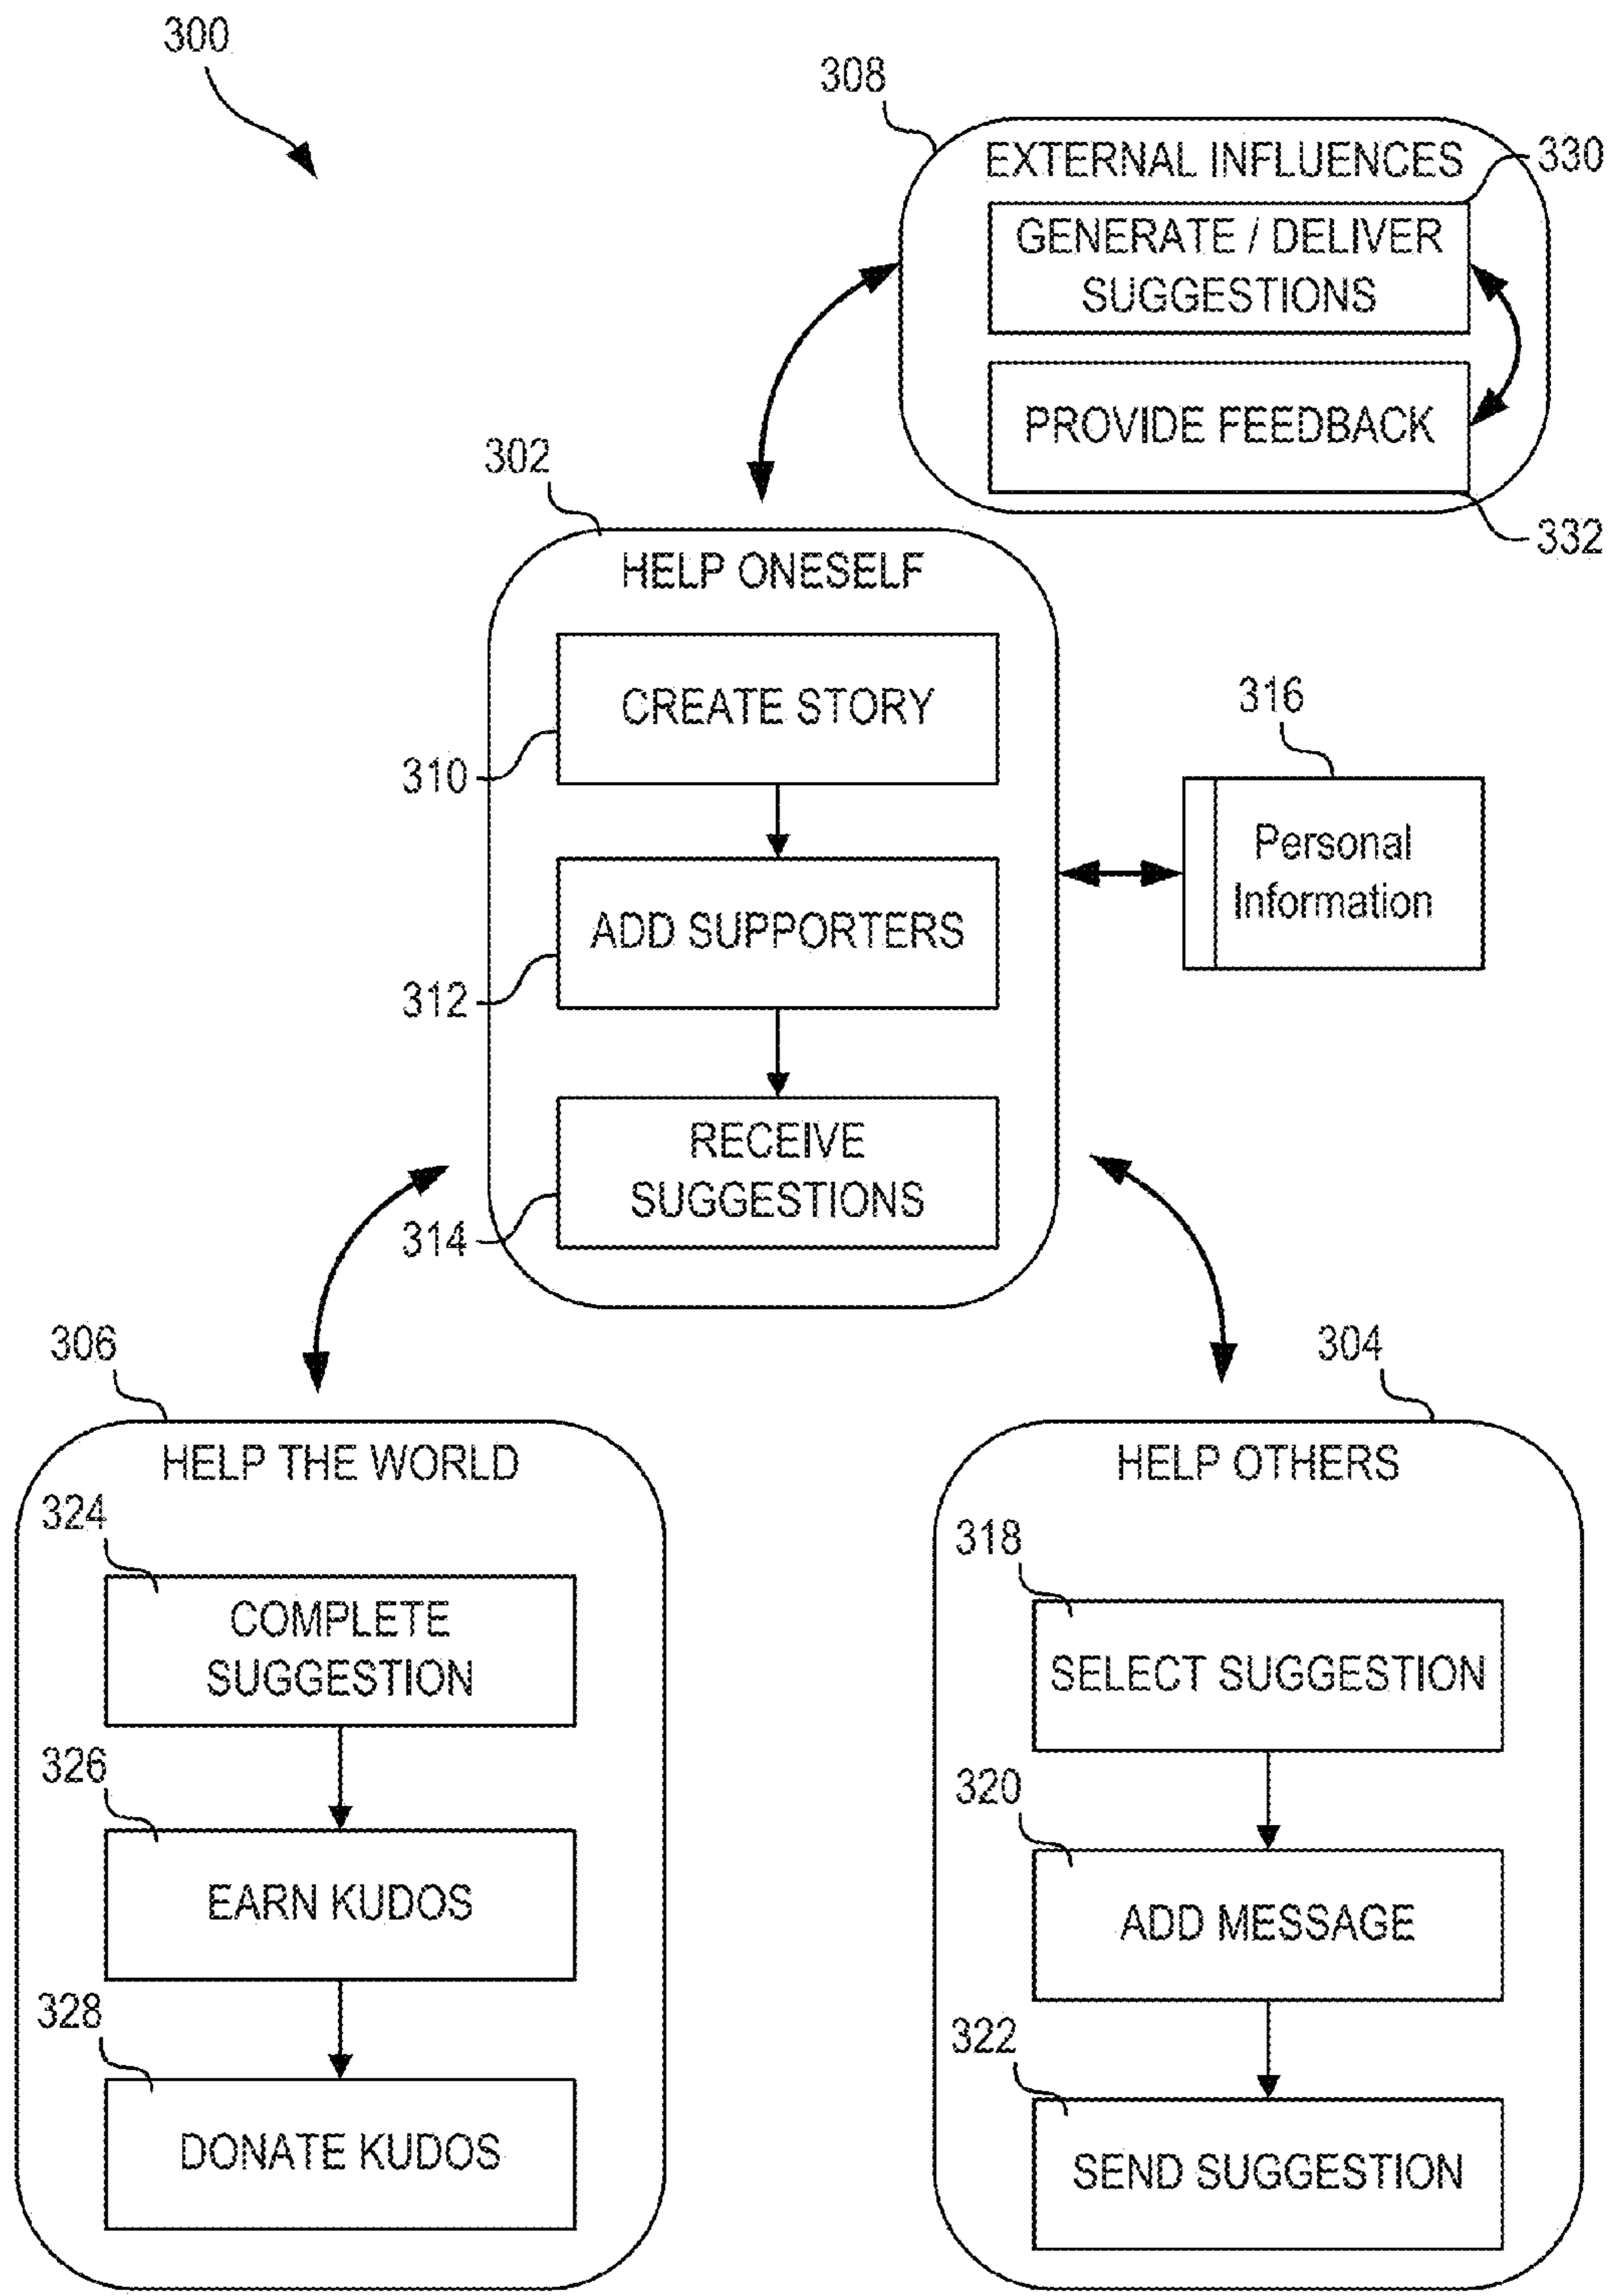 300
308
EXTERNAL INFLUENCES
330
GENERATE / DELIVER
SUGGESTIONS
PROVIDE FEEDBACK
332
302
HELP ONESELF
CREATE STORY
310
316
Personal
Information
ADD SUPPORTERS
312
RECEIVE
SUGGESTIONS
314
306
HELP THE WORLD
324
COMPLETE
SUGGESTION
326
EARN KUDOS
328
DONATE KUDOS
304
HELP OTHERS
318
SELECT SUGGESTION
320
ADD MESSAGE
322
SEND SUGGESTION